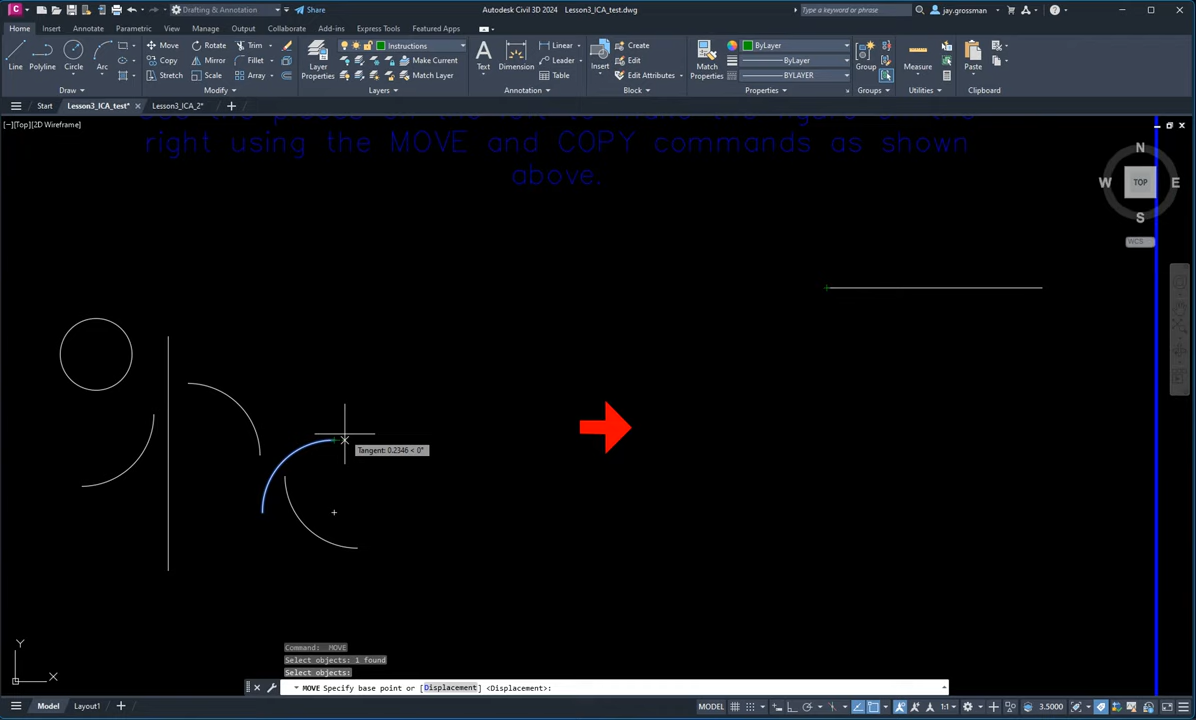 Drafting & Annotation
Share
Autodesk Civil 3D 2024 Lesson3_ICA_test.dwg
Type a keyword or phrase
jay.grossman
Home Insert Annotate Parametric View Manage Output Collaborate Add-ins Express Tools Featured Apps
Line Polyline Circle Arc
Move Rotate Trim
Copy Mirror Fillet
Stretch Scale Array
Layer Properties
Instructions
Make Current
Match Layer
Text Dimension
Linear
Leader
Table
Insert
Create
Edit
Edit Attributes
Match Properties
ByLayer
ByLayer
BYLAYER
Group
Measure
Paste
Draw Modify Layers Annotation Block Properties Groups Utilities Clipboard
Start Lesson3_ICA_test* Lesson3_ICA_2*
[−][Top][2D Wireframe]
right using the MOVE and COPY commands as shown
above.
N
W TOP E
S
WCS
Tangent: 0.2346 < 0°
Y
X
Command: MOVE
Select objects: 1 found
Select objects:
MOVE Specify base point or [Displacement] <Displacement>:
Model Layout1
MODEL 1:1 3.5000